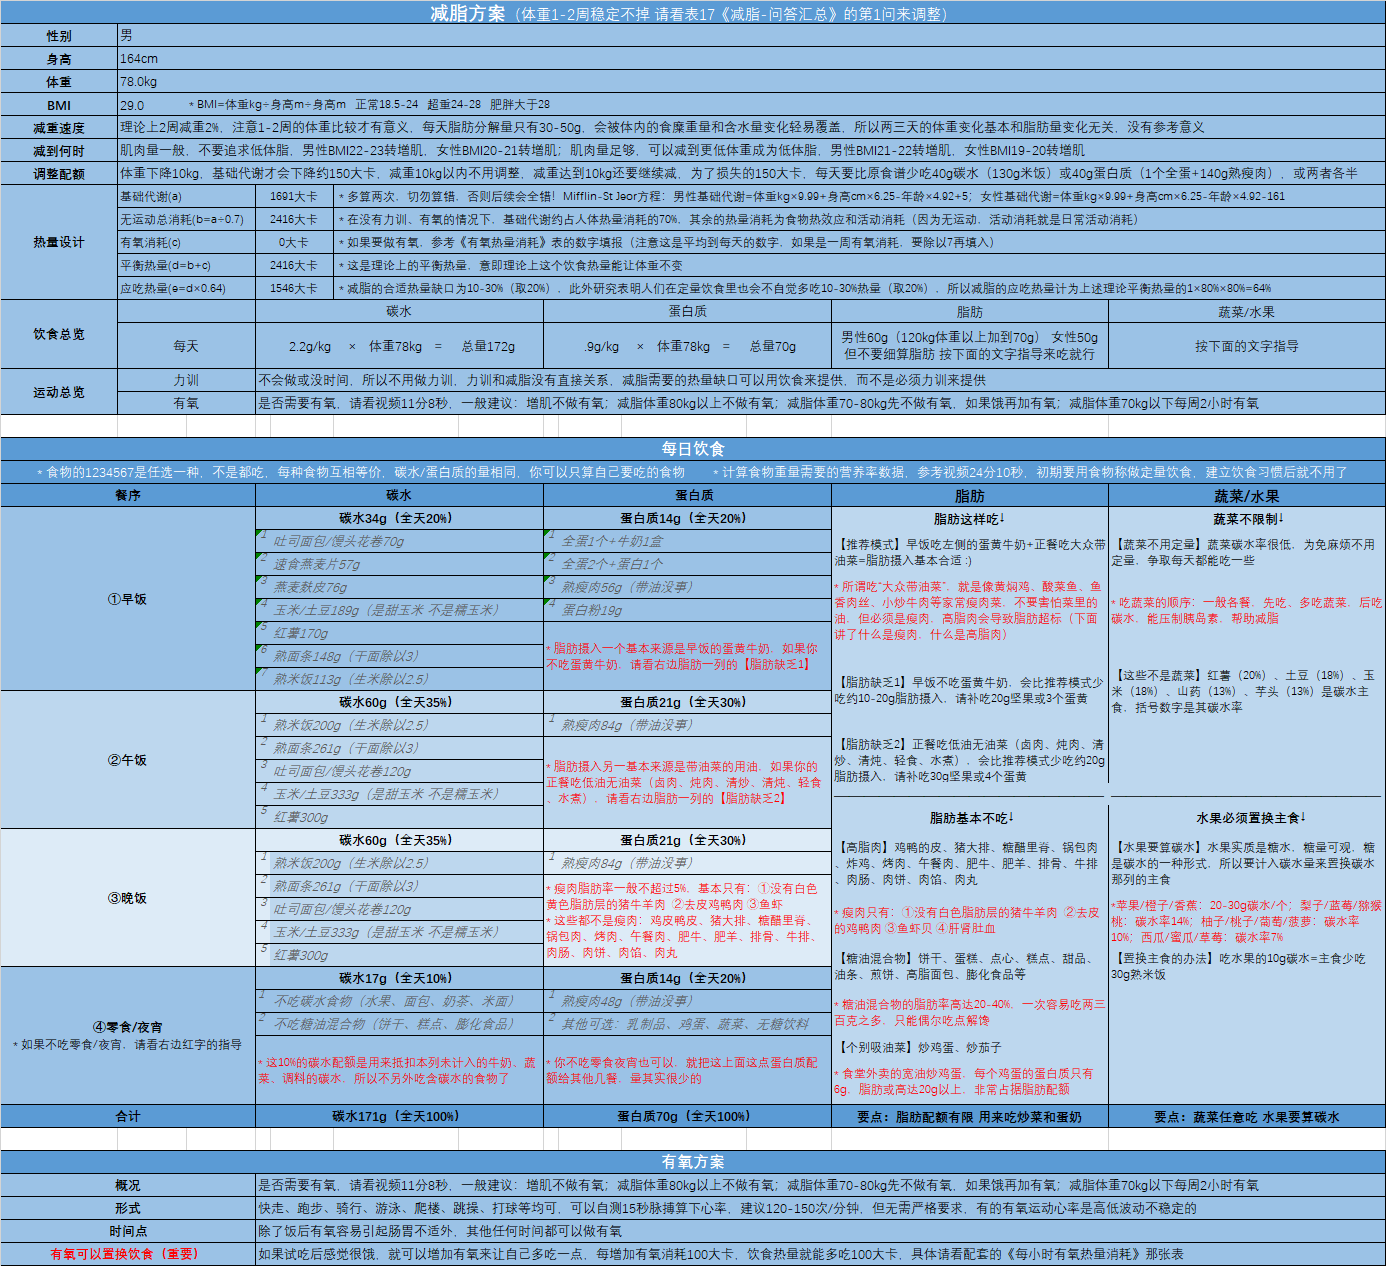 减脂方案（体重1-2周稳定不掉 请看表17《减脂-问答汇总》的第1问来调整）
性别 男
身高 164cm
体重 78.0kg
BMI 29.0 * BMI=体重kg÷身高m÷身高m 正常18.5-24 超重24-28 肥胖大于28
减重速度 理论上2周减重2%，注意1-2周的体重比较才有意义，每天脂肪分解量只有30-50g，会被体内的食糜重量和含水量变化轻易覆盖，所以两三天的体重变化基本和脂肪量变化无关，没有参考意义
减到何时 肌肉量一般，不要追求低体脂，男性BMI22-23转增肌，女性BMI20-21转增肌；肌肉量足够，可以减到更低体重成为低体脂，男性BMI21-22转增肌，女性BMI19-20转增肌
调整配额 体重下降10kg，基础代谢才会下降约150大卡，减重10kg以内不用调整，减重达到10kg还要继续减，为了损失的150大卡，每天要比原食谱少吃40g碳水（130g米饭）或40g蛋白质（1个全蛋+140g熟瘦肉），或两者各半
热量设计
基础代谢(a) 1691大卡 * 多算两次，切勿算错，否则后续会全错！Mifflin-St Jeor方程：男性基础代谢=体重kg×9.99+身高cm×6.25-年龄×4.92+5；女性基础代谢=体重kg×9.99+身高cm×6.25-年龄×4.92-161
无运动总消耗(b=a÷0.7) 2416大卡 * 在没有力训、有氧的情况下，基础代谢约占人体热量消耗的70%，其余的热量消耗为食物热效应和活动消耗（因为无运动，活动消耗就是日常活动消耗）
有氧消耗(c) 0大卡 * 如果要做有氧，参考《有氧热量消耗》表的数字填报（注意这是平均到每天的数字，如果是一周有氧消耗，要除以7再填入）
平衡热量(d=b+c) 2416大卡 * 这是理论上的平衡热量，意即理论上这个饮食热量能让体重不变
应吃热量(e=d×0.64) 1546大卡 * 减脂的合适热量缺口为10-30%（取20%），此外研究表明人们在定量饮食里也会不自觉多吃10-30%热量（取20%），所以减脂的应吃热量计为上述理论平衡热量的1×80%×80%=64%
饮食总览 碳水 蛋白质 脂肪 蔬菜/水果
每天 2.2g/kg × 体重78kg = 总量172g .9g/kg × 体重78kg = 总量70g 男性60g（120kg体重以上加到70g） 女性50g
但不要细算脂肪 按下面的文字指导来吃就行
按下面的文字指导
运动总览
力训 不会做或没时间，所以不用做力训，力训和减脂没有直接关系，减脂需要的热量缺口可以用饮食来提供，而不是必须力训来提供
有氧 是否需要有氧，请看视频11分8秒，一般建议：增肌不做有氧；减脂体重80kg以上不做有氧；减脂体重70-80kg先不做有氧，如果饿再加有氧；减脂体重70kg以下每周2小时有氧
每日饮食
* 食物的1234567是任选一种，不是都吃，每种食物互相等价，碳水/蛋白质的量相同，你可以只算自己要吃的食物 * 计算食物重量需要的营养率数据，参考视频24分10秒，初期要用食物称做定量饮食，建立饮食习惯后就不用了
餐序 碳水 蛋白质 脂肪 蔬菜/水果
①早饭
碳水34g（全天20%）
1 吐司面包/馒头花卷70g
2 速食燕麦片57g
3 燕麦麸皮76g
4 玉米/土豆189g（是甜玉米 不是糯玉米）
5 红薯170g
6 熟面条148g（干面除以3）
7 熟米饭113g（生米除以2.5）
蛋白质14g（全天20%）
1 全蛋1个+牛奶1盒
2 全蛋2个+蛋白1个
3 熟瘦肉56g（带油没事）
4 蛋白粉19g
* 脂肪摄入一个基本来源是早饭的蛋黄牛奶，如果你
不吃蛋黄牛奶，请看右边脂肪一列的【脂肪缺乏1】
②午饭
碳水60g（全天35%）
1 熟米饭200g（生米除以2.5）
2 熟面条261g（干面除以3）
3 吐司面包/馒头花卷120g
4 玉米/土豆333g（是甜玉米 不是糯玉米）
5 红薯300g
蛋白质21g（全天30%）
1 熟瘦肉84g（带油没事）
* 脂肪摄入另一基本来源是带油菜的用油，如果你的
正餐吃低油无油菜（卤肉、炖肉、清炒、清炖、轻食
、水煮），请看右边脂肪一列的【脂肪缺乏2】
③晚饭
碳水60g（全天35%）
1 熟米饭200g（生米除以2.5）
2 熟面条261g（干面除以3）
3 吐司面包/馒头花卷120g
4 玉米/土豆333g（是甜玉米 不是糯玉米）
5 红薯300g
蛋白质21g（全天30%）
1 熟瘦肉84g（带油没事）
* 瘦肉脂肪率一般不超过5%，基本只有：①没有白色
黄色脂肪层的猪牛羊肉 ②去皮鸡鸭肉 ③鱼虾
* 这些都不是瘦肉：鸡皮鸭皮、猪大排、糖醋里脊、
锅包肉、烤肉、午餐肉、肥牛、肥羊、排骨、牛排、
肉肠、肉饼、肉馅、肉丸
④零食/夜宵
* 如果不吃零食/夜宵，请看右边红字的指导
碳水17g（全天10%）
1 不吃碳水食物（水果、面包、奶茶、米面）
2 不吃糖油混合物（饼干、糕点、膨化食品）
* 这10%的碳水配额是用来抵扣本列未计入的牛奶、蔬
菜、调料的碳水，所以不另外吃含碳水的食物了
蛋白质14g（全天20%）
1 熟瘦肉48g（带油没事）
2 其他可选：乳制品、鸡蛋、蔬菜、无糖饮料
* 你不吃零食夜宵也可以，就把这上面这点蛋白质配
额给其他几餐，量其实很少的
脂肪这样吃↓
【推荐模式】早饭吃左侧的蛋黄牛奶+正餐吃大众带
油菜=脂肪摄入基本合适 :)
* 所谓吃“大众带油菜”，就是像黄焖鸡、酸菜鱼、鱼
香肉丝、小炒牛肉等家常瘦肉菜，不要害怕菜里的
油，但必须是瘦肉，高脂肉会导致脂肪超标（下面
讲了什么是瘦肉，什么是高脂肉）
【脂肪缺乏1】早饭不吃蛋黄牛奶，会比推荐模式少
吃约10-20g脂肪摄入，请补吃20g坚果或3个蛋黄
【脂肪缺乏2】正餐吃低油无油菜（卤肉、炖肉、清
炒、清炖、轻食、水煮），会比推荐模式少吃约20g
脂肪摄入，请补吃30g坚果或4个蛋黄
脂肪基本不吃↓
【高脂肉】鸡鸭的皮、猪大排、糖醋里脊、锅包肉
、炸鸡、烤肉、午餐肉、肥牛、肥羊、排骨、牛排
、肉肠、肉饼、肉馅、肉丸
* 瘦肉只有：①没有白色脂肪层的猪牛羊肉 ②去皮
的鸡鸭肉 ③鱼虾贝 ④肝肾肚血
【糖油混合物】饼干、蛋糕、点心、糕点、甜品、
油条、煎饼、高脂面包、膨化食品等
* 糖油混合物的脂肪率高达20-40%，一次容易吃两三
百克之多，只能偶尔吃点解馋
【个别吸油菜】炒鸡蛋、炒茄子
* 食堂外卖的宽油炒鸡蛋，每个鸡蛋的蛋白质只有
6g，脂肪或高达20g以上，非常占据脂肪配额
蔬菜不限制↓
【蔬菜不用定量】蔬菜碳水率很低，为免麻烦不用
定量，争取每天都能吃一些
* 吃蔬菜的顺序：一般各餐，先吃、多吃蔬菜，后吃
碳水，能压制胰岛素，帮助减脂
【这些不是蔬菜】红薯（20%）、土豆（18%）、玉
米（18%）、山药（13%）、芋头（13%）是碳水主
食，括号数字是其碳水率
水果必须置换主食↓
【水果要算碳水】水果实质是糖水，糖量可观，糖
是碳水的一种形式，所以要计入碳水量来置换碳水
那列的主食
*苹果/橙子/香蕉：20-30g碳水/个；梨子/蓝莓/猕猴
桃：碳水率14%；柚子/桃子/葡萄/菠萝：碳水率
10%；西瓜/蜜瓜/草莓：碳水率7%
【置换主食的办法】吃水果的10g碳水=主食少吃
30g熟米饭
合计 碳水171g（全天100%） 蛋白质70g（全天100%） 要点：脂肪配额有限 用来吃炒菜和蛋奶 要点：蔬菜任意吃 水果要算碳水
有氧方案
概况 是否需要有氧，请看视频11分8秒，一般建议：增肌不做有氧；减脂体重80kg以上不做有氧；减脂体重70-80kg先不做有氧，如果饿再加有氧；减脂体重70kg以下每周2小时有氧
形式 快走、跑步、骑行、游泳、爬楼、跳操、打球等均可，可以自测15秒脉搏算下心率，建议120-150次/分钟，但无需严格要求，有的有氧运动心率是高低波动不稳定的
时间点 除了饭后有氧容易引起肠胃不适外，其他任何时间都可以做有氧
有氧可以置换饮食（重要） 如果试吃后感觉很饿，就可以增加有氧来让自己多吃一点，每增加有氧消耗100大卡，饮食热量就能多吃100大卡，具体请看配套的《每小时有氧热量消耗》那张表